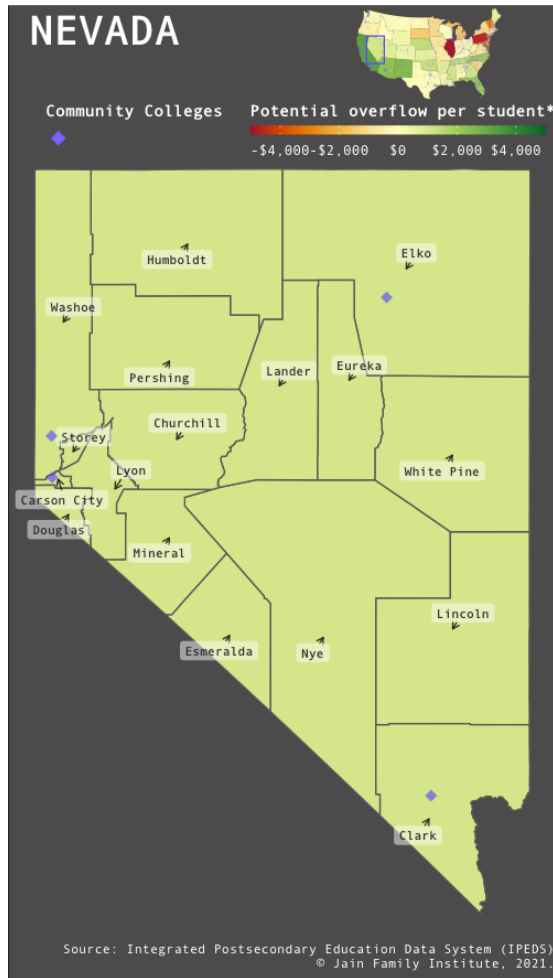 NEVADA
Community Colleges
Potential overflow per student*
-$4,000 -$2,000 $0 $2,000 $4,000
Humboldt
Elko
Washoe
Lander
Eureka
Pershing
Churchill
Storey
Lyon
White Pine
Carson City
Douglas
Mineral
Lincoln
Esmeralda
Nye
Clark
Source: Integrated Postsecondary Education Data System (IPEDS)
© Jain Family Institute, 2021.